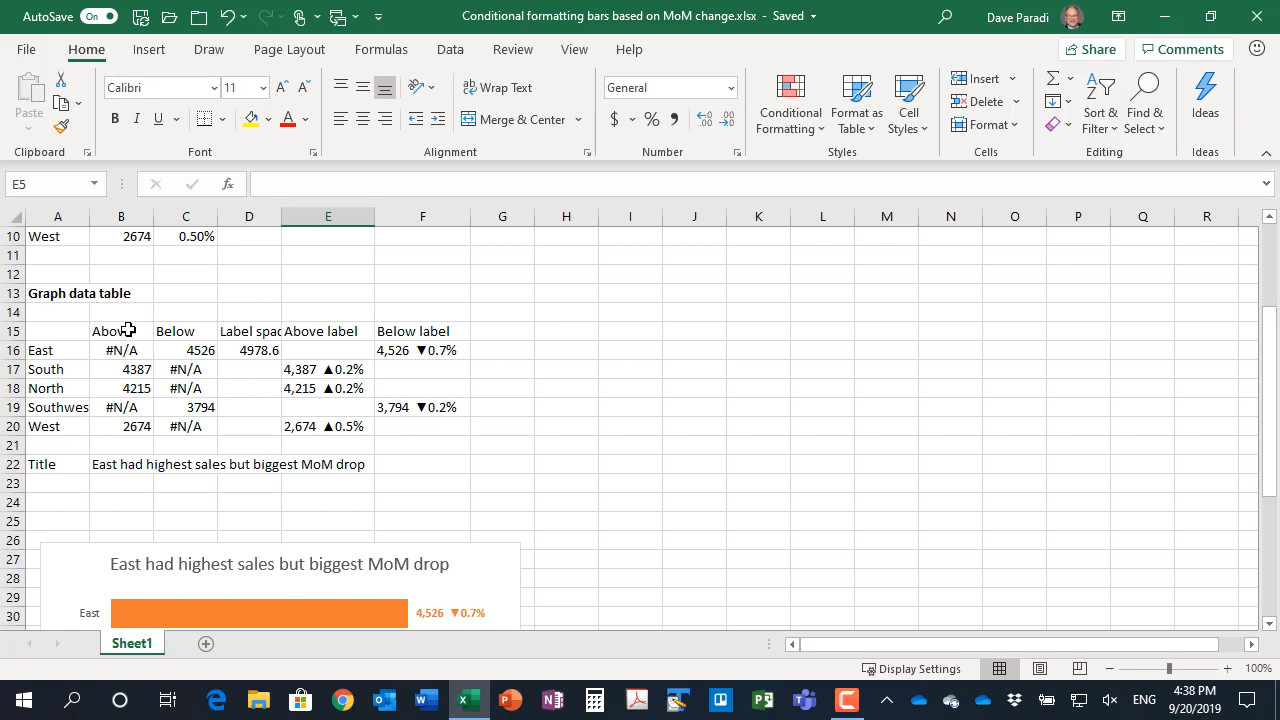 AutoSave On Conditional formatting bars based on MoM change.xlsx - Saved Dave Paradi
File Home Insert Draw Page Layout Formulas Data Review View Help Share Comments
Paste
Clipboard
Calibri 11
B I U
Font
Wrap Text
Merge & Center
Alignment
General
$ % ,
Number
Conditional Formatting
Format as Table
Cell Styles
Styles
Insert
Delete
Format
Cells
Sort & Filter
Find & Select
Editing
Ideas
Ideas
E5 fx
A B C D E F G H I J K L M N O P Q R
10 West 2674 0.50%
11
12
13 Graph data table
14
15 Above Below Label spac Above label Below label
16 East #N/A 4526 4978.6 4,526 ▼0.7%
17 South 4387 #N/A 4,387 ▲0.2%
18 North 4215 #N/A 4,215 ▲0.2%
19 Southwes #N/A 3794 3,794 ▼0.2%
20 West 2674 #N/A 2,674 ▲0.5%
21
22 Title East had highest sales but biggest MoM drop
23
24
25
26
27 East had highest sales but biggest MoM drop
28
29
30 East 4,526 ▼0.7%
Sheet1
Display Settings 100%
ENG 4:38 PM
9/20/2019